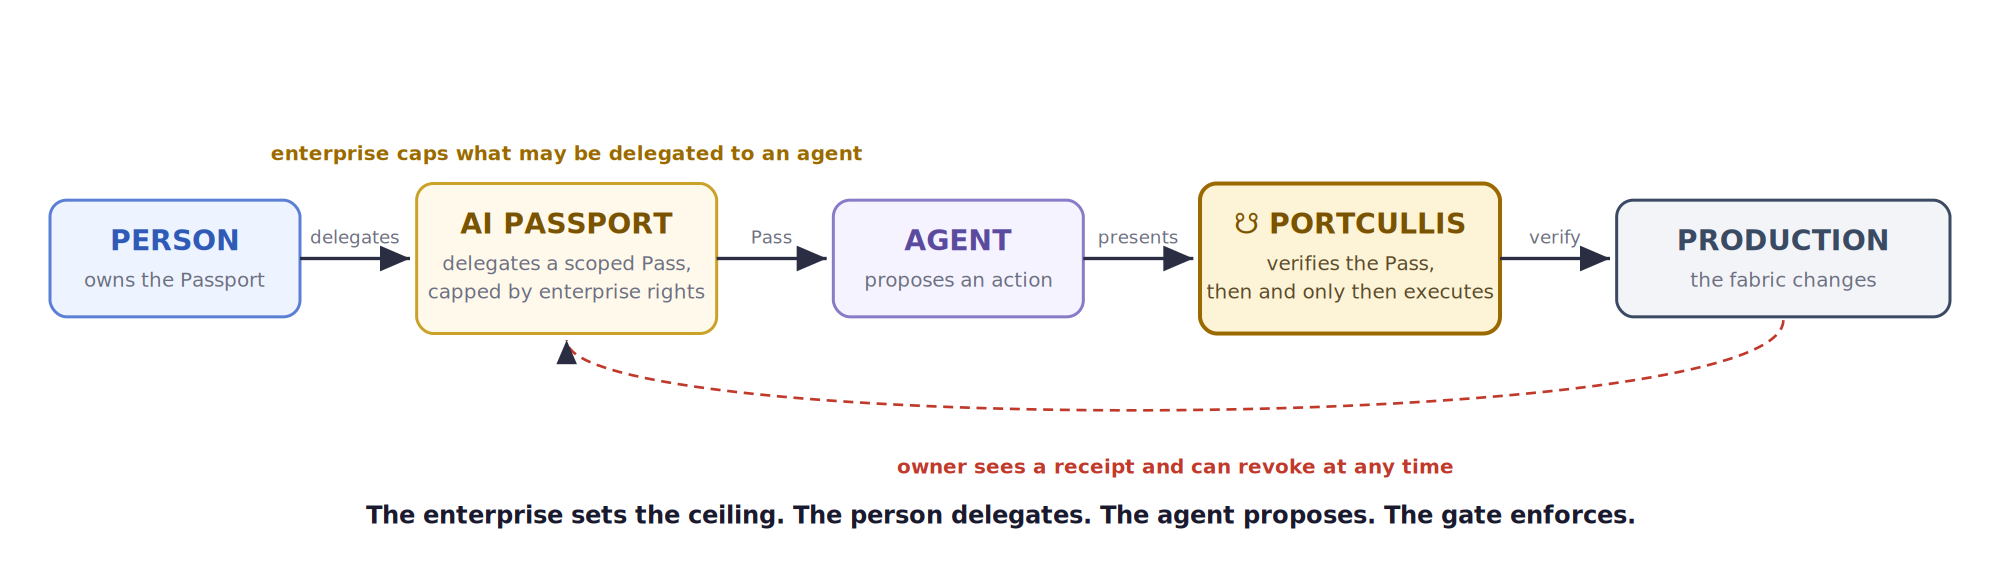 enterprise caps what may be delegated to an agent
PERSON
owns the Passport
delegates
AI PASSPORT
delegates a scoped Pass,
capped by enterprise rights
Pass
AGENT
proposes an action
presents
☋ PORTCULLIS
verifies the Pass,
then and only then executes
verify
PRODUCTION
the fabric changes
owner sees a receipt and can revoke at any time
The enterprise sets the ceiling. The person delegates. The agent proposes. The gate enforces.